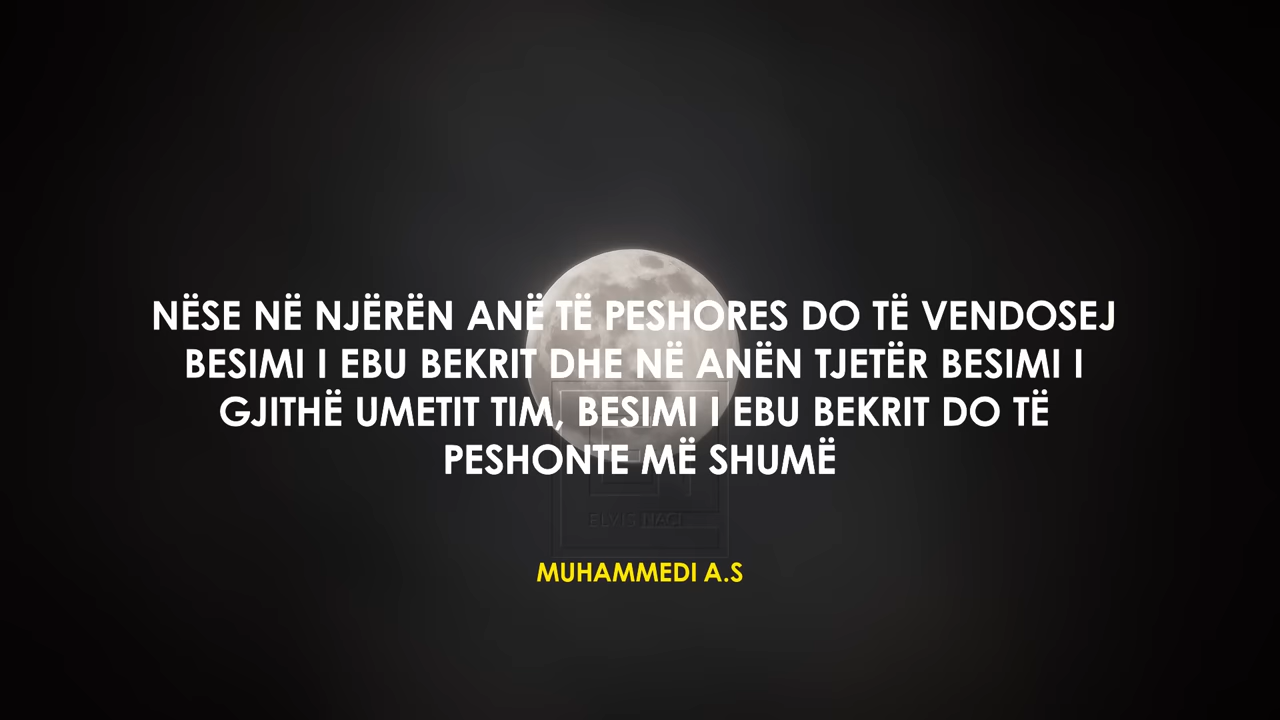 NËSE NË NJËRËN ANË TË PESHORES DO TË VENDOSEJ
BESIMI I EBU BEKRIT DHE NË ANËN TJETËR BESIMI I
GJITHË UMETIT TIM, BESIMI I EBU BEKRIT DO TË
PESHONTE MË SHUMË
ELVIS NACI
MUHAMMEDI A.S